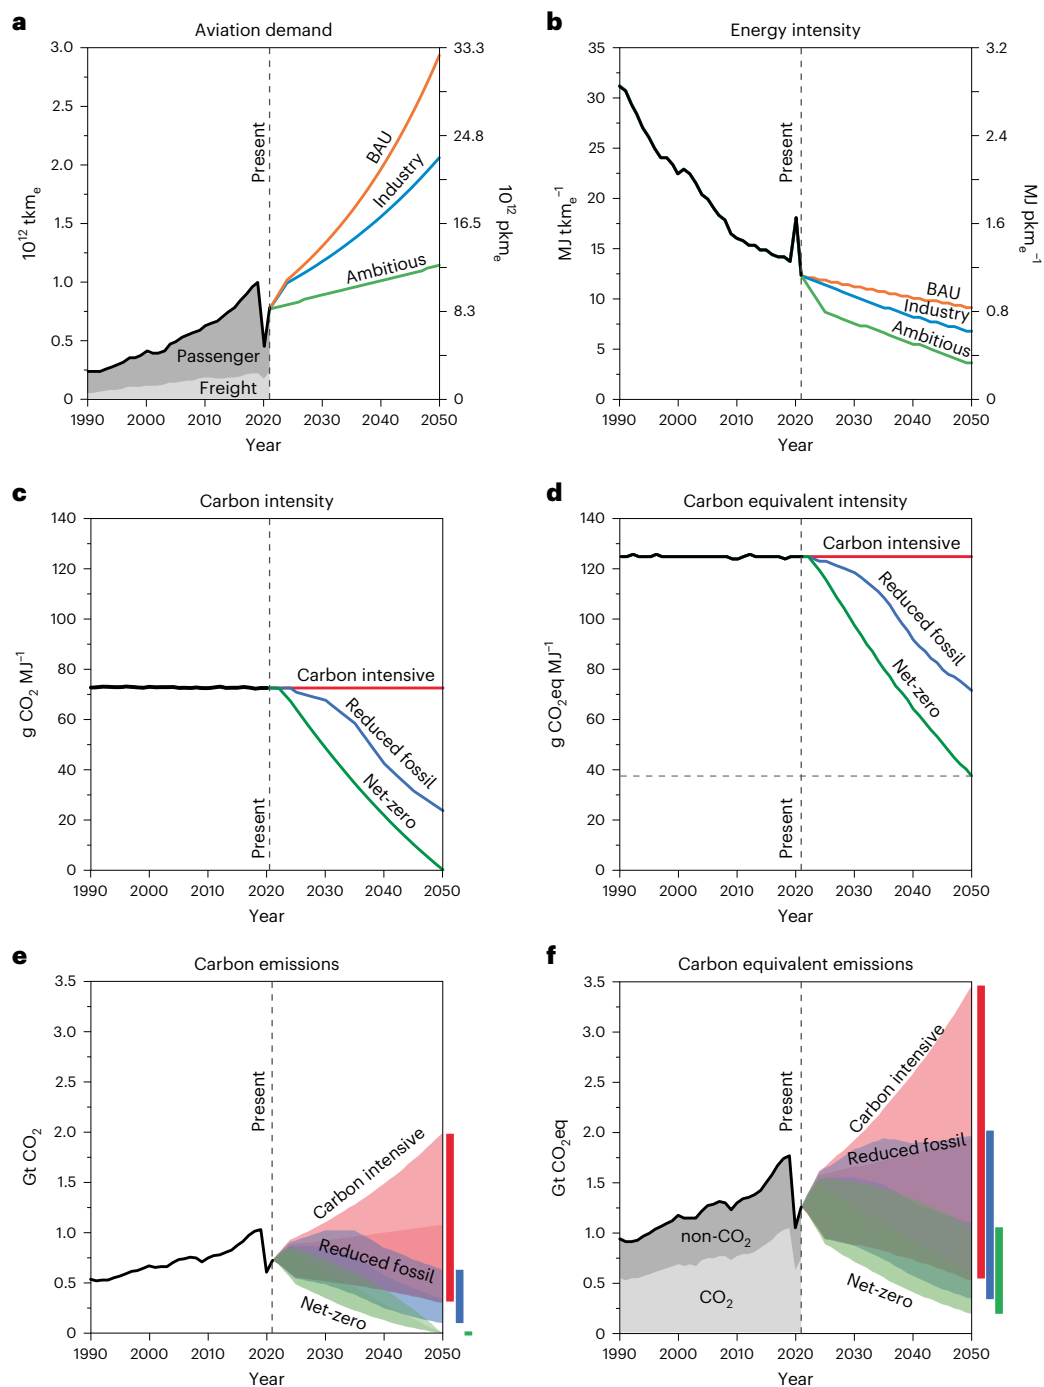 a
Aviation demand
3.0
2.5
2.0
1.5
1.0
0.5
0
33.3
24.8
16.5
8.3
0
10¹² tkmₑ
10¹² pkmₑ
Present
BAU
Industry
Ambitious
Passenger
Freight
1990 2000 2010 2020 2030 2040 2050
Year
b
Energy intensity
35
30
25
20
15
10
5
0
3.2
2.4
1.6
0.8
0
MJ tkmₑ⁻¹
MJ pkmₑ⁻¹
Present
BAU
Industry
Ambitious
1990 2000 2010 2020 2030 2040 2050
Year
c
Carbon intensity
140
120
100
80
60
40
20
0
g CO₂ MJ⁻¹
Carbon intensive
Reduced fossil
Net-zero
Present
1990 2000 2010 2020 2030 2040 2050
Year
d
Carbon equivalent intensity
140
120
100
80
60
40
20
0
g CO₂eq MJ⁻¹
Carbon intensive
Reduced fossil
Net-zero
Present
1990 2000 2010 2020 2030 2040 2050
Year
e
Carbon emissions
3.5
3.0
2.5
2.0
1.5
1.0
0.5
0
Gt CO₂
Present
Carbon intensive
Reduced fossil
Net-zero
1990 2000 2010 2020 2030 2040 2050
Year
f
Carbon equivalent emissions
3.5
3.0
2.5
2.0
1.5
1.0
0.5
0
Gt CO₂eq
Present
Carbon intensive
Reduced fossil
non-CO₂
CO₂
Net-zero
1990 2000 2010 2020 2030 2040 2050
Year